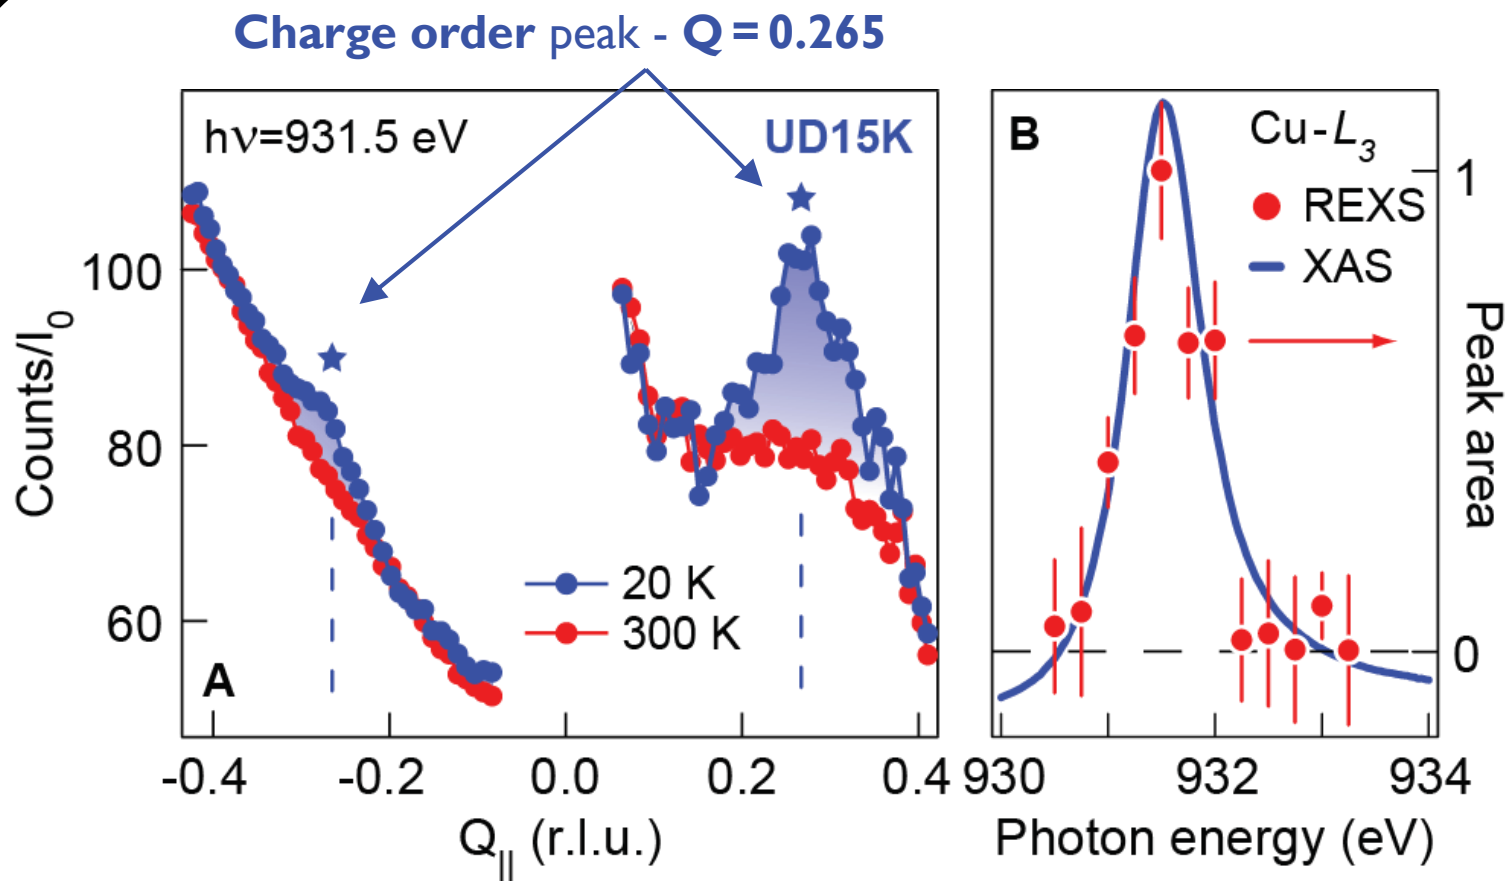 Charge order peak - Q = 0.265
hν=931.5 eV
UD15K
100
80
60
Counts/I₀
20 K
300 K
A
-0.4
-0.2
0.0
0.2
0.4
Q|| (r.l.u.)
B
Cu-L₃
REXS
XAS
1
0
Peak area
930
932
934
Photon energy (eV)